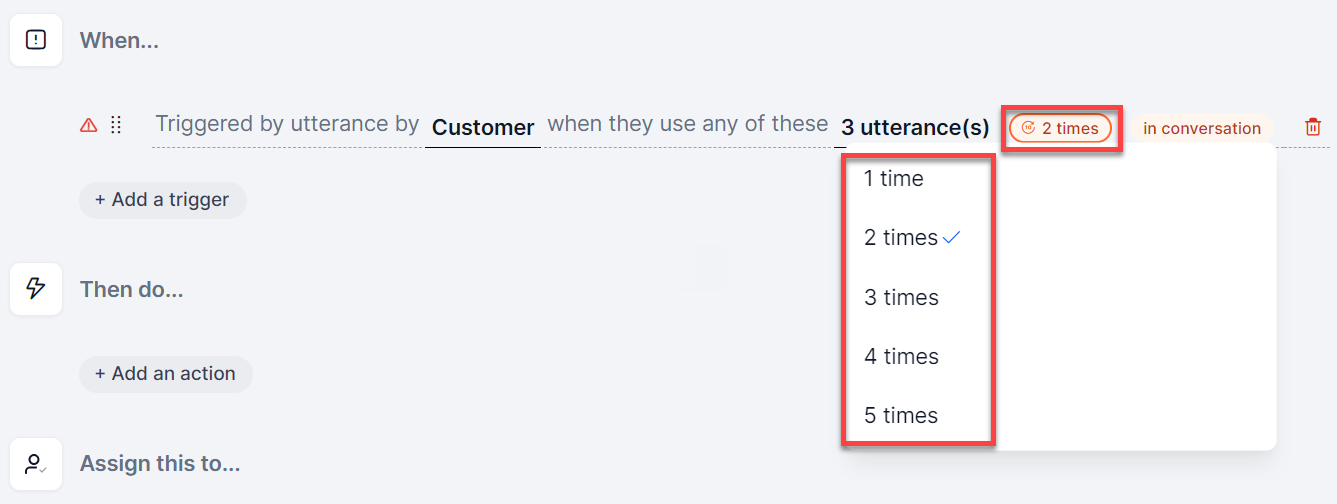 When...
Triggered by utterance by Customer when they use any of these 3 utterance(s) 2 times in conversation
1 time
+ Add a trigger
2 times
Then do...
3 times
4 times
+ Add an action
5 times
Assign this to...